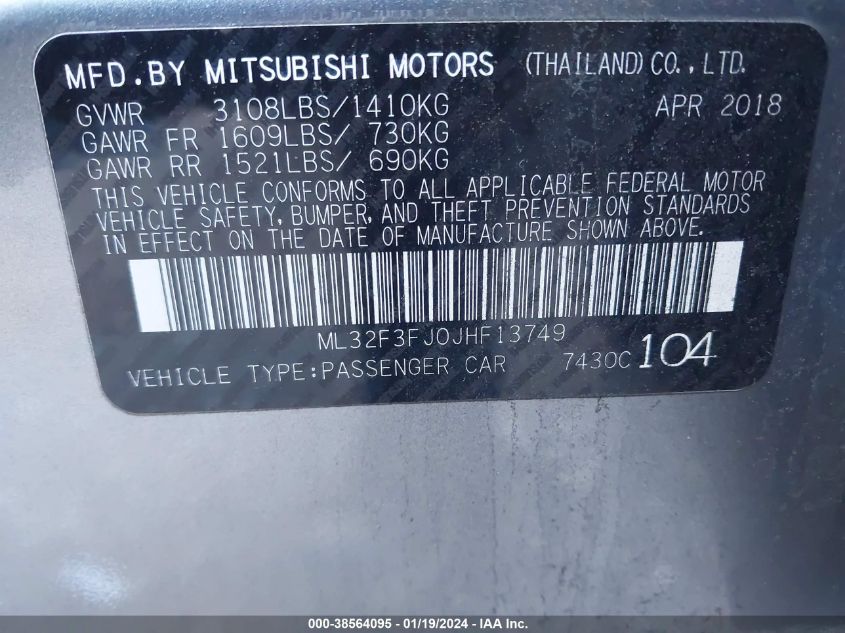 MFD.BY MITSUBISHI MOTORS (THAILAND) CO., LTD.
GVWR 3108LBS/1410KG APR 2018
GAWR FR 1609LBS/ 730KG
GAWR RR 1521LBS/ 690KG
THIS VEHICLE CONFORMS TO ALL APPLICABLE FEDERAL MOTOR
VEHICLE SAFETY, BUMPER, AND THEFT PREVENTION STANDARDS
IN EFFECT ON THE DATE OF MANUFACTURE SHOWN ABOVE.
ML32F3FJ0JHF13749
VEHICLE TYPE:PASSENGER CAR 7430C 104
000-38564095 - 01/19/2024 - IAA Inc.